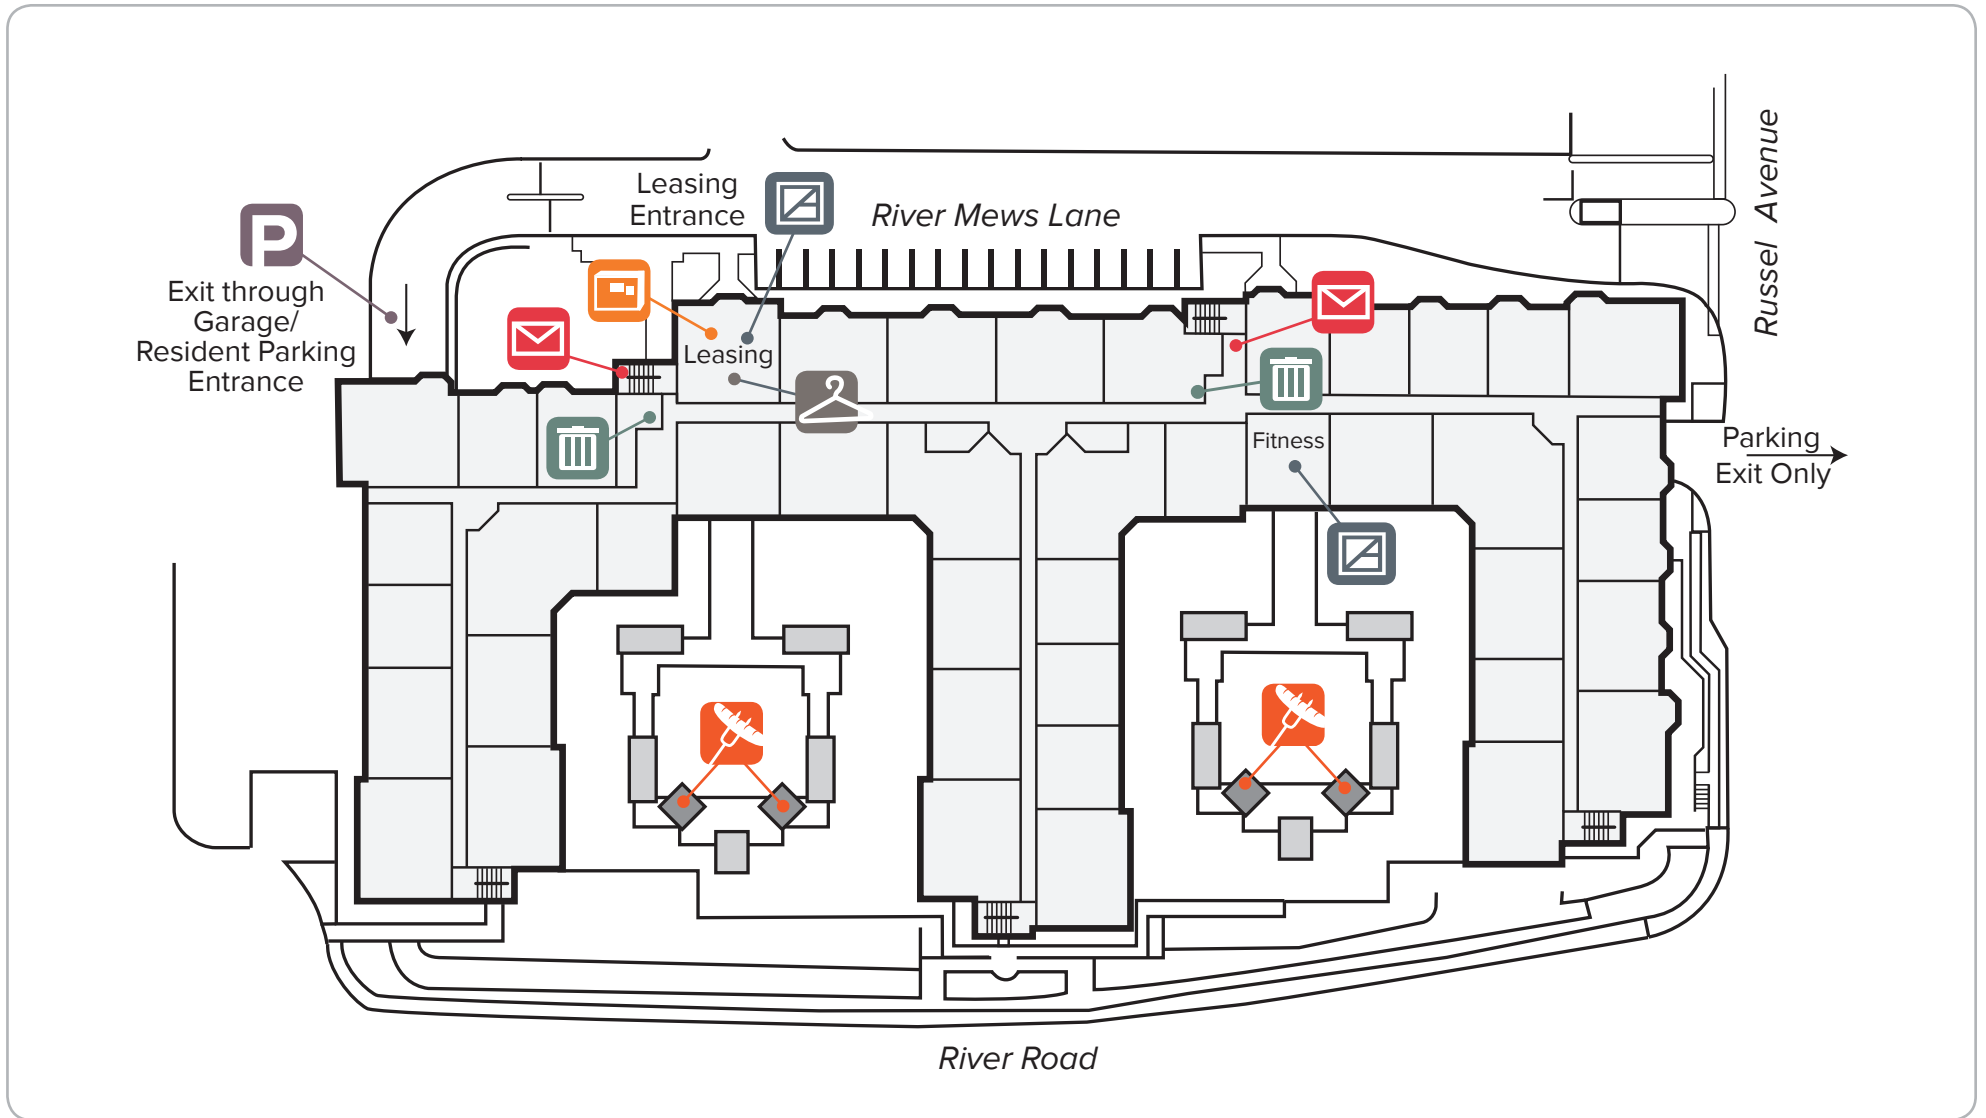 Leasing
Entrance
River Mews Lane
Russel Avenue
P
Exit through
Garage/
Resident Parking
Entrance
Leasing
Fitness
Parking
Exit Only
River Road